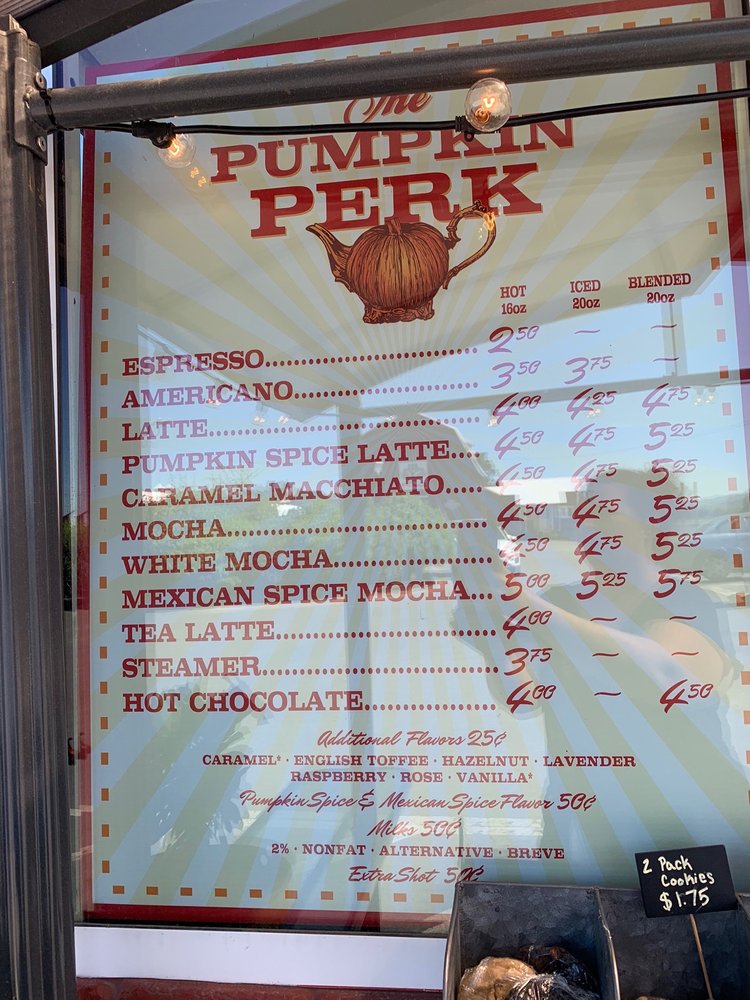 The
PUMPKIN
PERK
HOT ICED BLENDED
16oz 20oz 20oz
ESPRESSO................................ 2.50 ~ ~
AMERICANO............................ 3.50 3.75 ~
LATTE......................................... 4.00 4.25 4.75
PUMPKIN SPICE LATTE.... 4.50 4.75 5.25
CARAMEL MACCHIATO..... 4.50 4.75 5.25
MOCHA...................................... 4.50 4.75 5.25
WHITE MOCHA....................... 4.50 4.75 5.25
MEXICAN SPICE MOCHA... 5.00 5.25 5.75
TEA LATTE................................ 4.00 ~ ~
STEAMER.................................. 3.75 ~ ~
HOT CHOCOLATE................... 4.00 ~ 4.50
Additional Flavors 25¢
CARAMEL* · ENGLISH TOFFEE · HAZELNUT · LAVENDER
RASPBERRY · ROSE · VANILLA*
Pumpkin Spice & Mexican Spice Flavor 50¢
Milks 50¢
2% · NONFAT · ALTERNATIVE · BREVE
Extra Shot 50¢
2 Pack
Cookies
$1.75